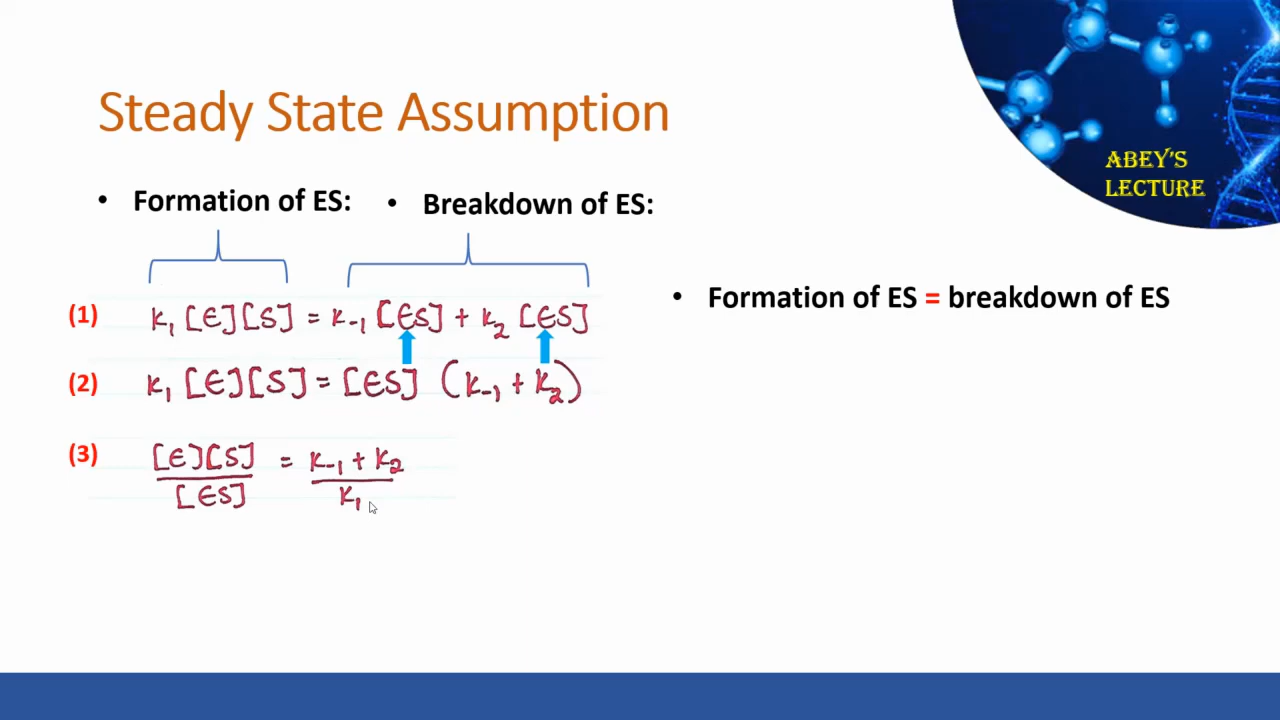 ABEY'S
LECTURE
Steady State Assumption
• Formation of ES:
• Breakdown of ES:
(1) k₁ [E][S] = k₋₁ [ES] + k₂ [ES]
• Formation of ES = breakdown of ES
(2) k₁ [E][S] = [ES] (k₋₁ + k₂)
(3) [E][S] / [ES] = k₋₁ + k₂ / k₁